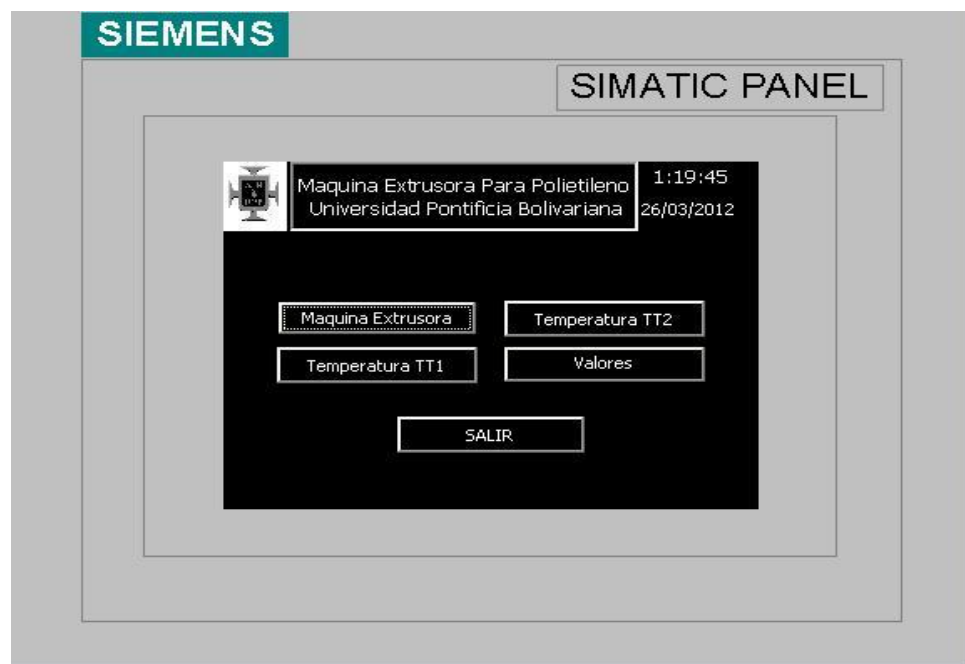 SIEMENS
SIMATIC PANEL
Maquina Extrusora Para Polietileno
Universidad Pontificia Bolivariana
1:19:45
26/03/2012
Maquina Extrusora
Temperatura TT2
Temperatura TT1
Valores
SALIR